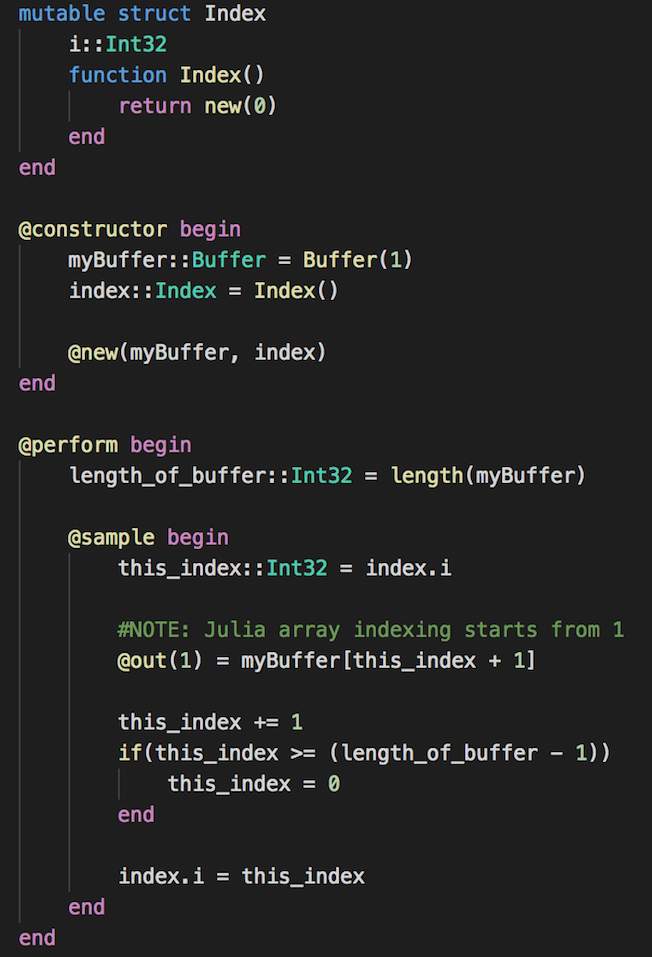 mutable struct Index
    i::Int32
    function Index()
        return new(0)
    end
end

@constructor begin
    myBuffer::Buffer = Buffer(1)
    index::Index = Index()

    @new(myBuffer, index)
end

@perform begin
    length_of_buffer::Int32 = length(myBuffer)

    @sample begin
        this_index::Int32 = index.i

        #NOTE: Julia array indexing starts from 1
        @out(1) = myBuffer[this_index + 1]

        this_index += 1
        if(this_index >= (length_of_buffer - 1))
            this_index = 0
        end

        index.i = this_index
    end
end